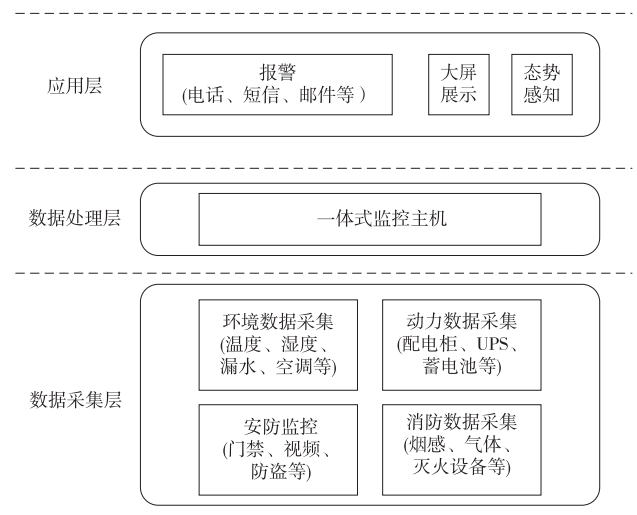 应用层
报警
(电话、短信、邮件等)
大屏
展示
态势
感知
数据处理层
一体式监控主机
数据采集层
环境数据采集
(温度、湿度、
漏水、空调等)
动力数据采集
(配电柜、UPS、
蓄电池等)
安防监控
(门禁、视频、
防盗等)
消防数据采集
(烟感、气体、
灭火设备等)